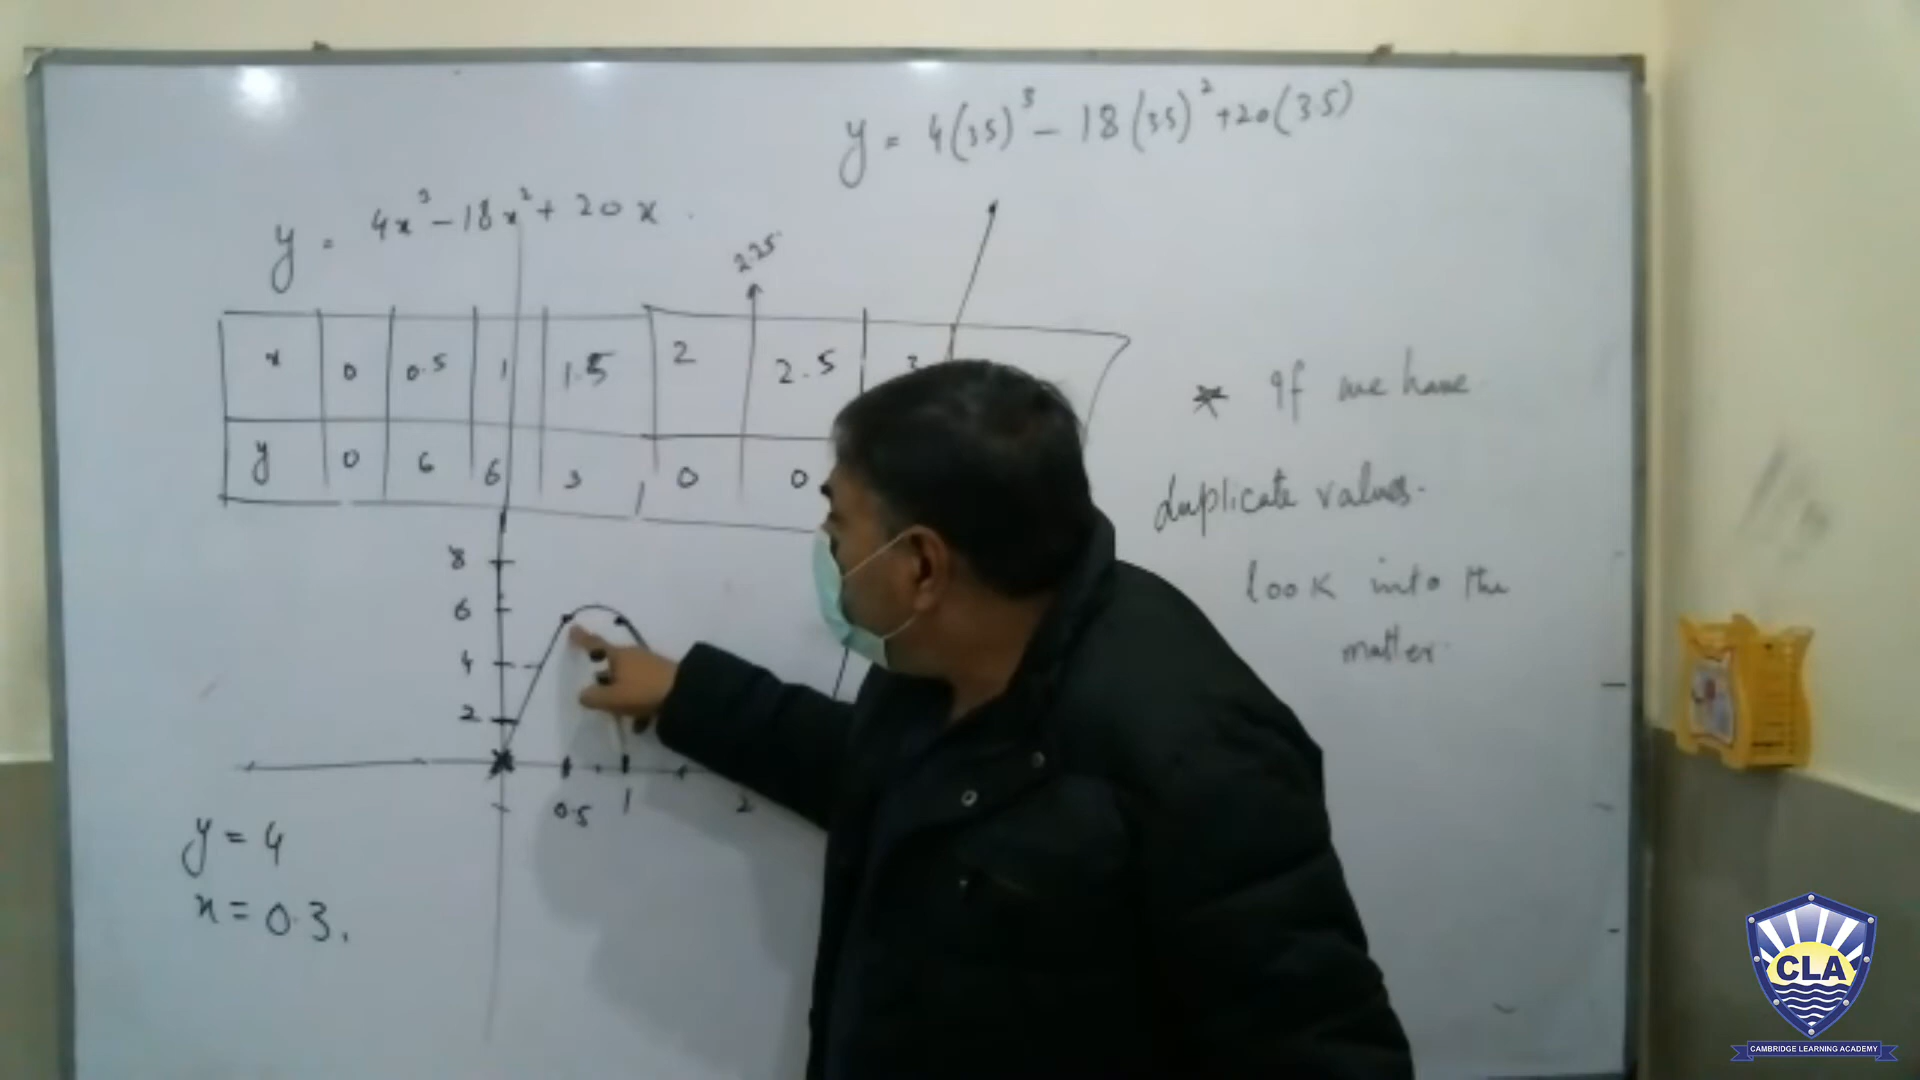 y = 4(3.5)³ - 18(3.5)² + 20(3.5)
y = 4x³ - 18x² + 20x.
2.25
x 0 0.5 1 1.5 2 2.5
y 0 6 6 3 0 0
* If we have
duplicate values.
look into the
matter.
8
6
4
2
0.5 1 2
y = 4
x = 0.3.
CLA
CAMBRIDGE LEARNING ACADEMY